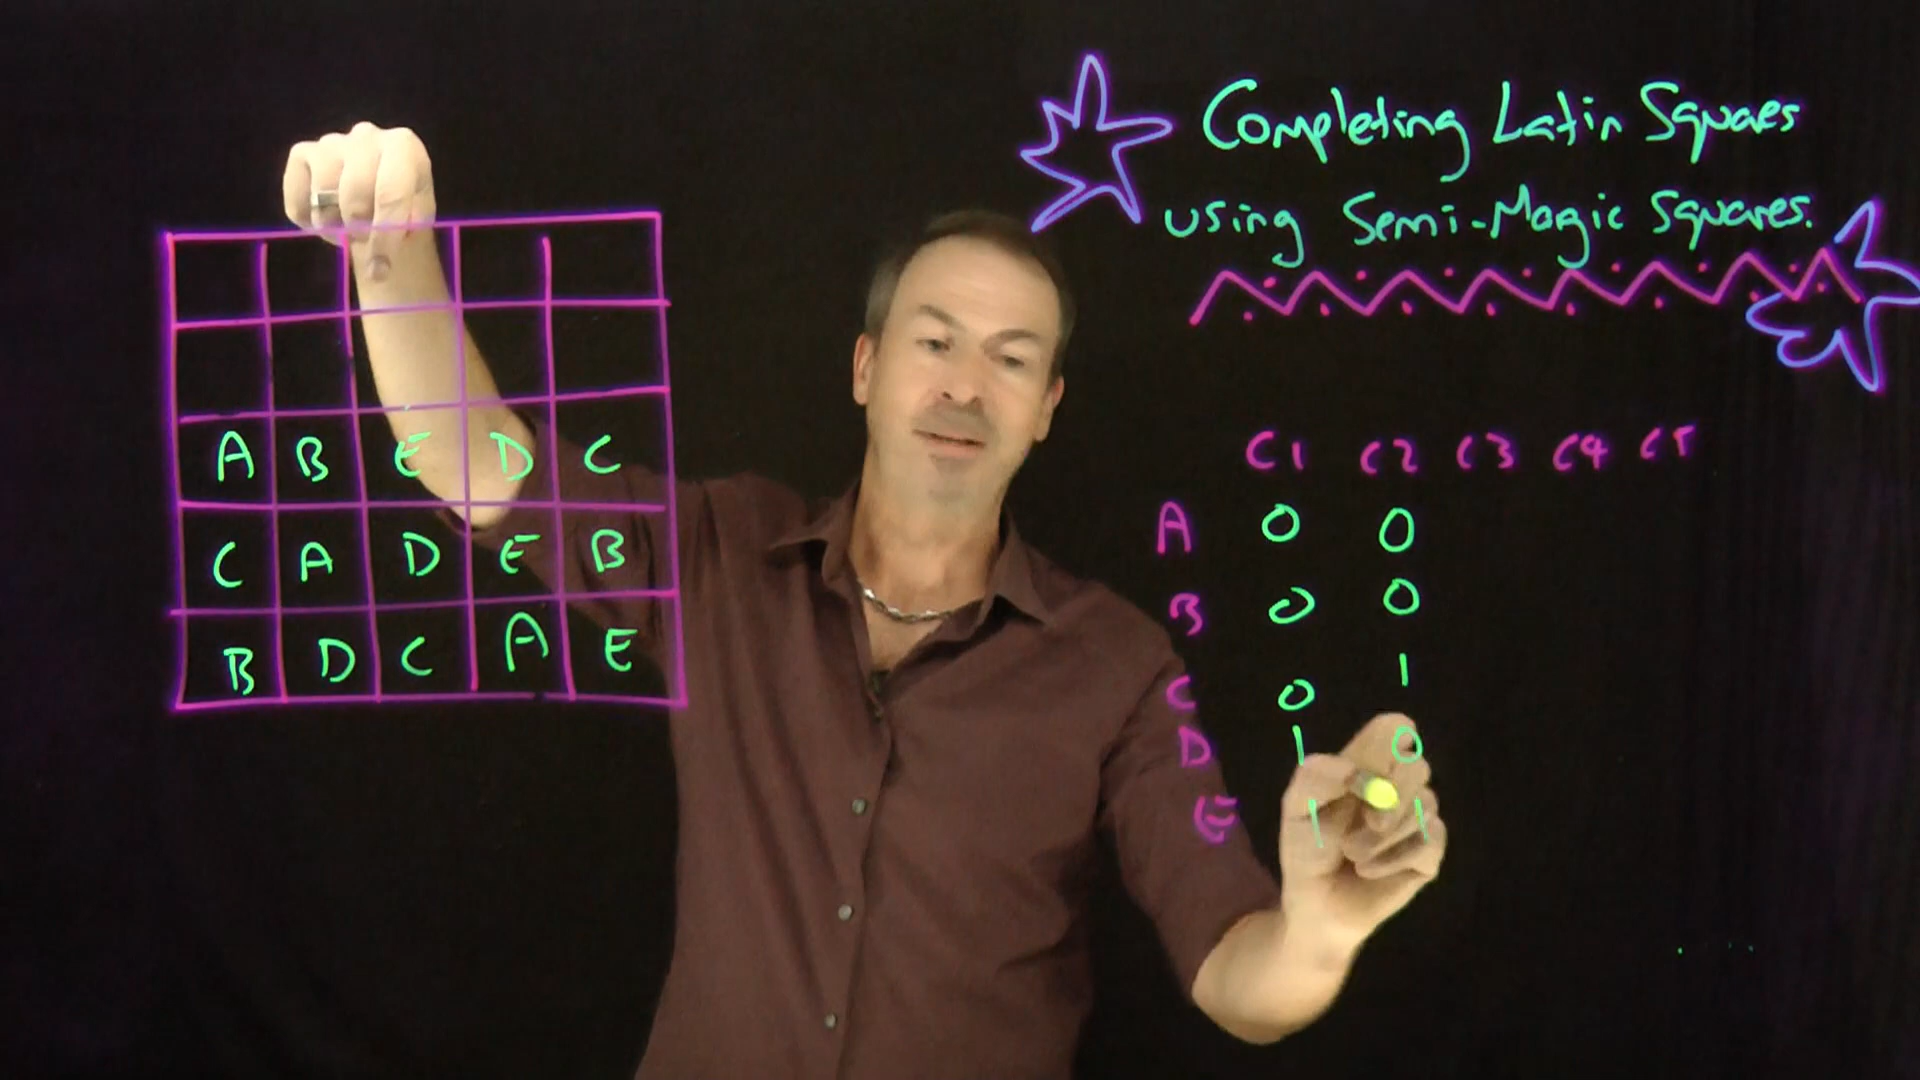 Completing Latin Squares
using Semi-Magic Squares.
A B E D C
C A D E B
B D C A E
C1 C2 C3 C4 C5
A 0 0
B 0 0
C 0 1
D 1 0
E 1 1